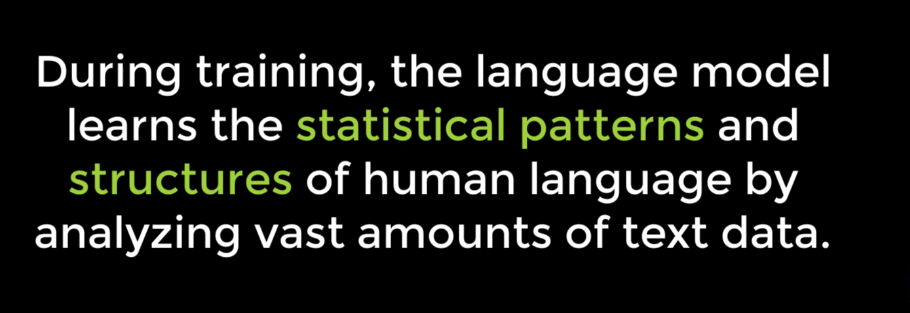 During training, the language model
learns the statistical patterns and
structures of human language by
analyzing vast amounts of text data.